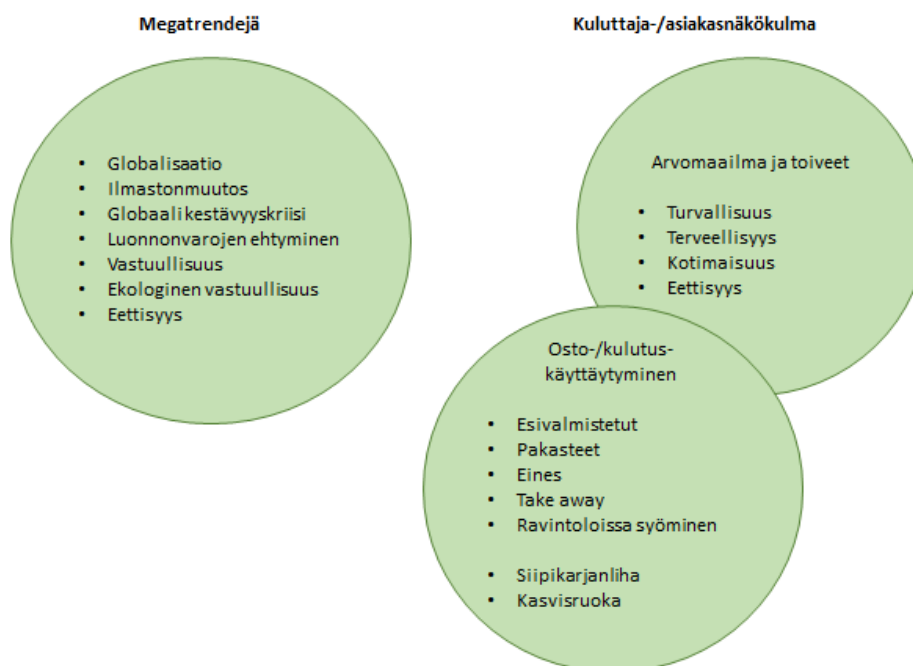 Megatrendejä
• Globalisaatio
• Ilmastonmuutos
• Globaali kestävyyskriisi
• Luonnonvarojen ehtyminen
• Vastuullisuus
• Ekologinen vastuullisuus
• Eettisyys
Kuluttaja-/asiakasnäkökulma
Arvomaailma ja toiveet
• Turvallisuus
• Terveellisyys
• Kotimaisuus
• Eettisyys
Osto-/kulutus-
käyttäytyminen
• Esivalmistetut
• Pakasteet
• Eines
• Take away
• Ravintoloissa syöminen
• Siipikarjanliha
• Kasvisruoka